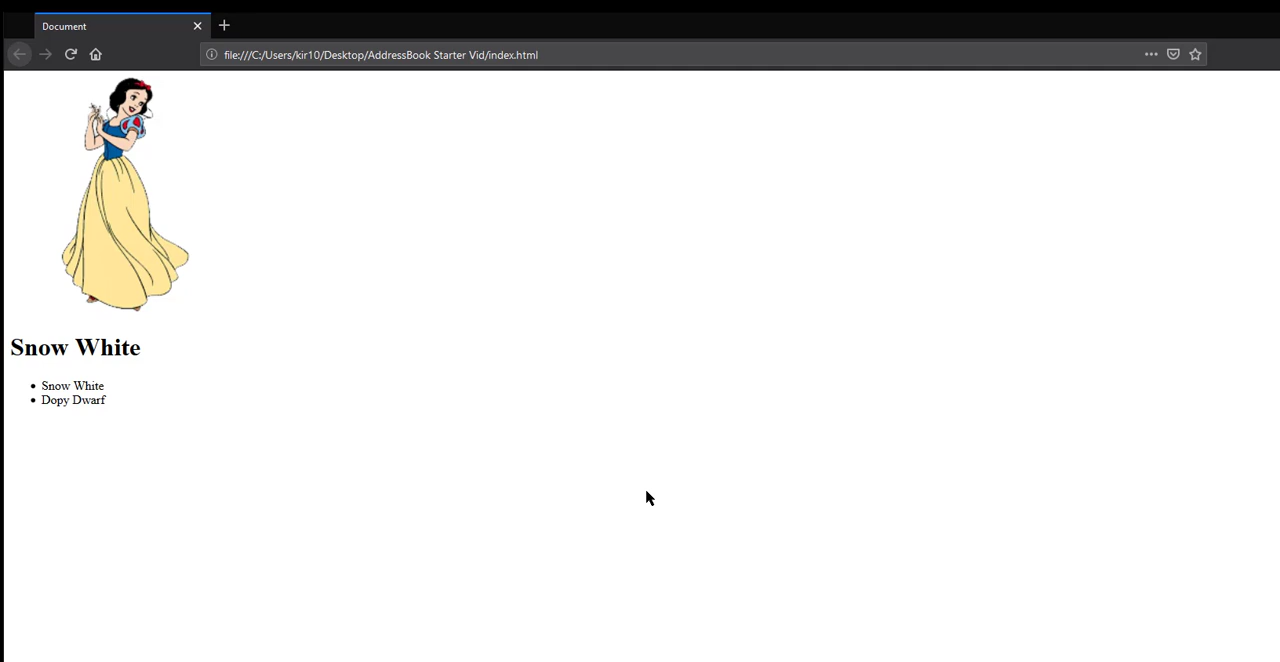 Document
file:///C:/Users/kir10/Desktop/AddressBook Starter Vid/index.html
Snow White
Snow White
Dopy Dwarf